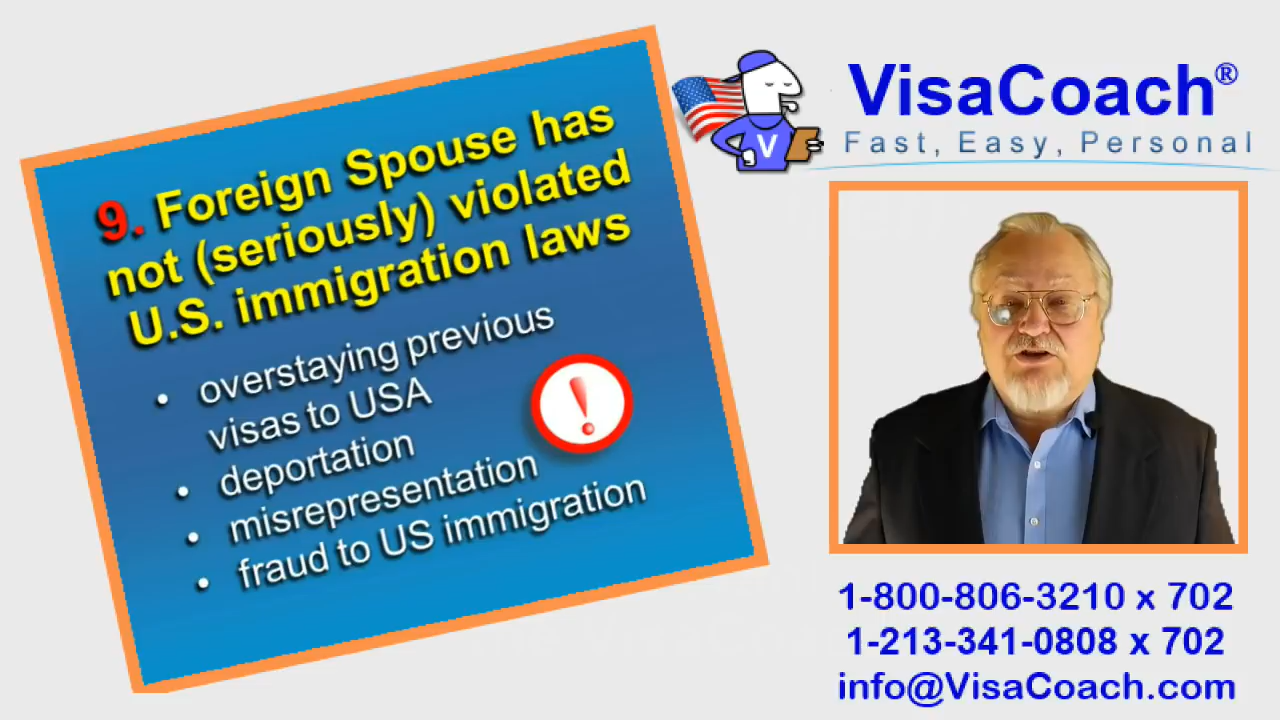 9. Foreign Spouse has
not (seriously) violated
U.S. immigration laws
• overstaying previous
visas to USA
• deportation
• misrepresentation
• fraud to US immigration
V
VisaCoach®
Fast, Easy, Personal
1-800-806-3210 x 702
1-213-341-0808 x 702
info@VisaCoach.com